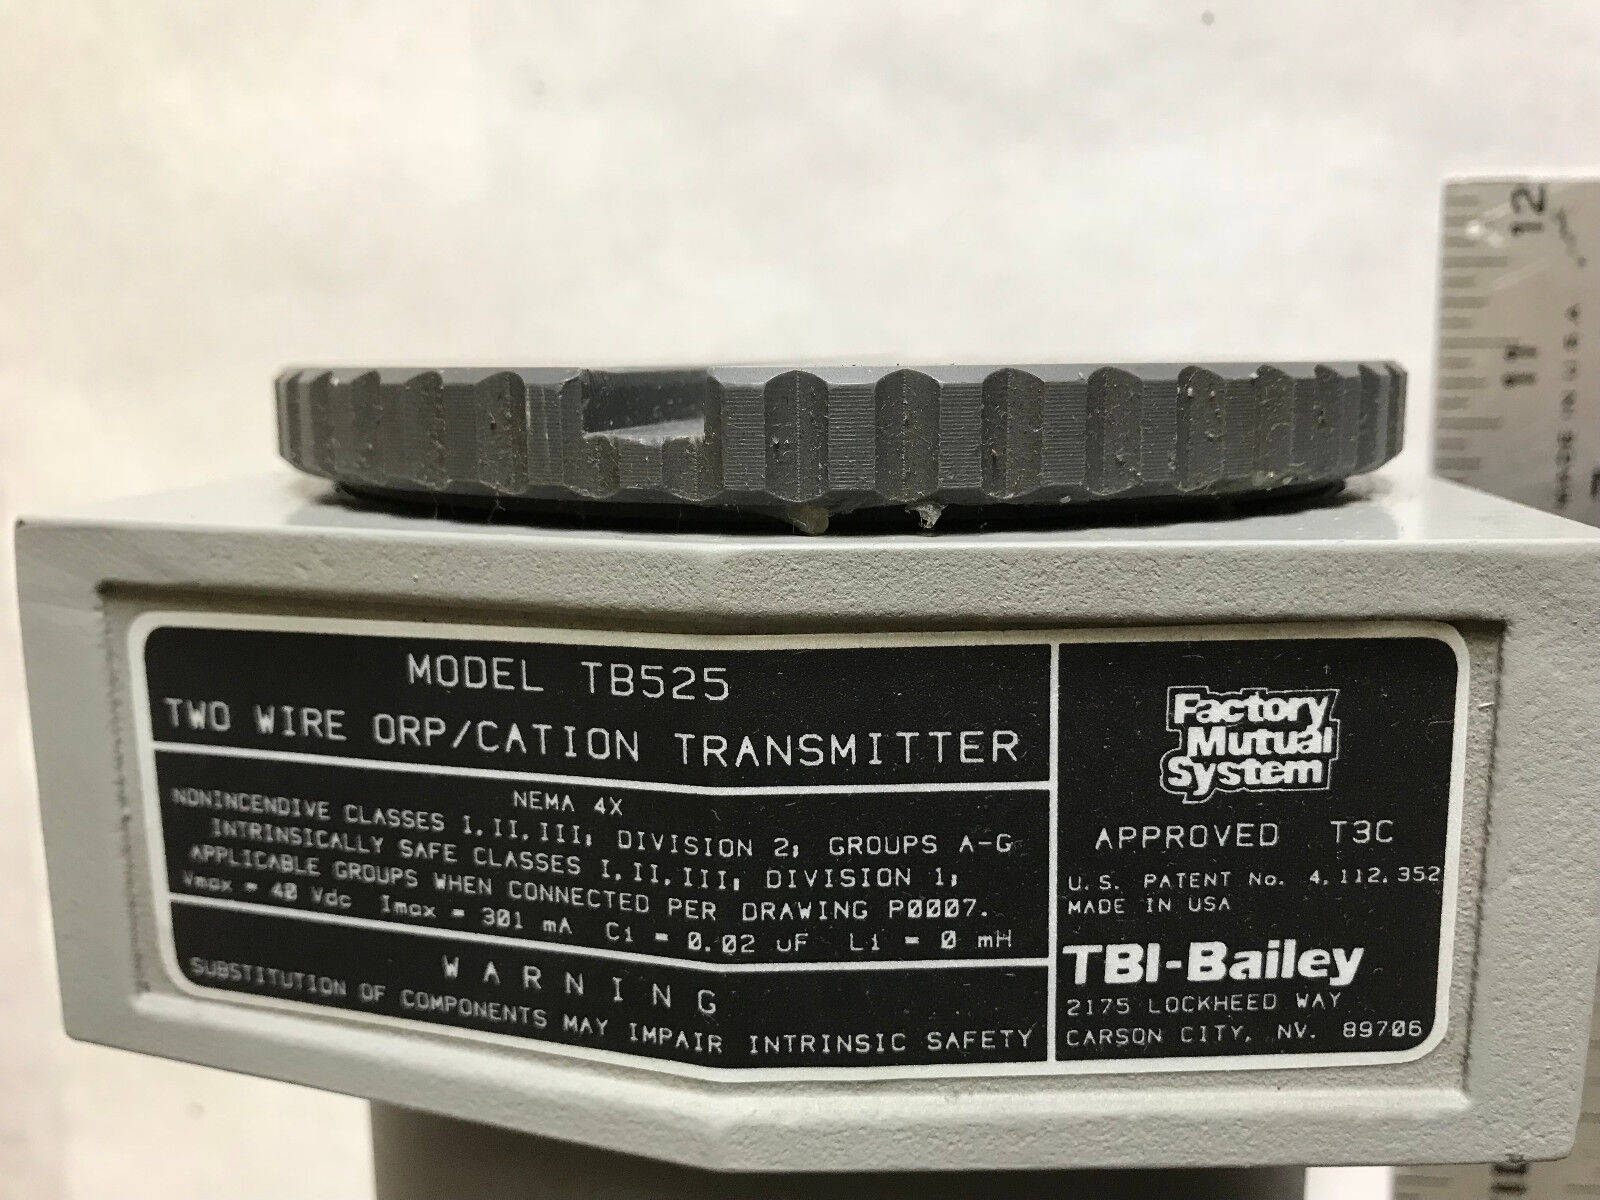 MODEL TB525
TWO WIRE ORP/CATION TRANSMITTER
NEMA 4X
NONINCENDIVE CLASSES I,II,III, DIVISION 2, GROUPS A-G
INTRINSICALLY SAFE CLASSES I,II,III, DIVISION 1,
APPLICABLE GROUPS WHEN CONNECTED PER DRAWING P0007.
Vmax = 40 Vdc Imax = 301 mA Ci = 0.02 uF Li = 0 mH
WARNING
SUBSTITUTION OF COMPONENTS MAY IMPAIR INTRINSIC SAFETY
Factory
Mutual
System
APPROVED T3C
U.S. PATENT No. 4,112,352
MADE IN USA
TBI-Bailey
2175 LOCKHEED WAY
CARSON CITY, NV. 89706
12
11
MADE IN U.S.A.
10